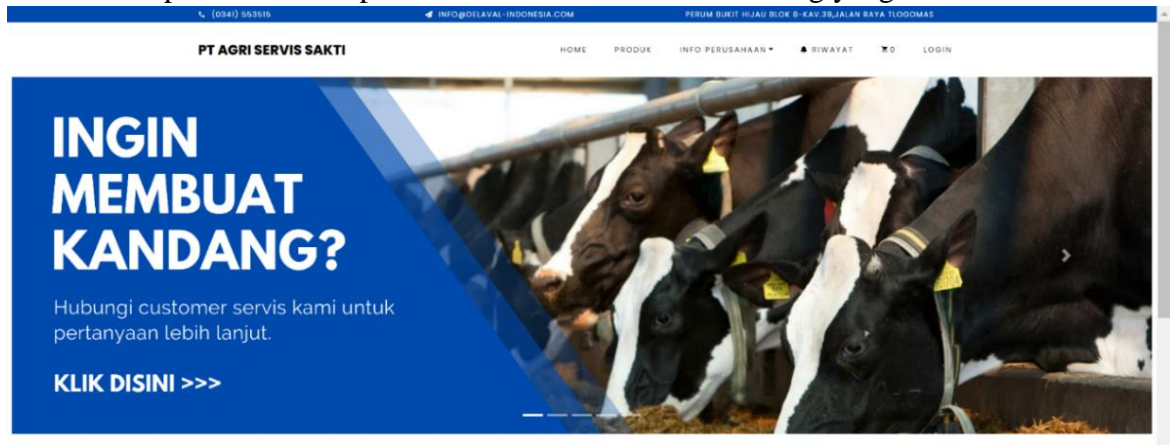 (0341) 553515 INFO@DELAVAL-INDONESIA.COM PERUM BUKIT HIJAU BLOK B-KAV.39,JALAN RAYA TLOGOMAS
PT AGRI SERVIS SAKTI HOME PRODUK INFO PERUSAHAAN RIWAYAT 0 LOGIN
INGIN
MEMBUAT
KANDANG?
Hubungi customer servis kami untuk
pertanyaan lebih lanjut.
KLIK DISINI >>>